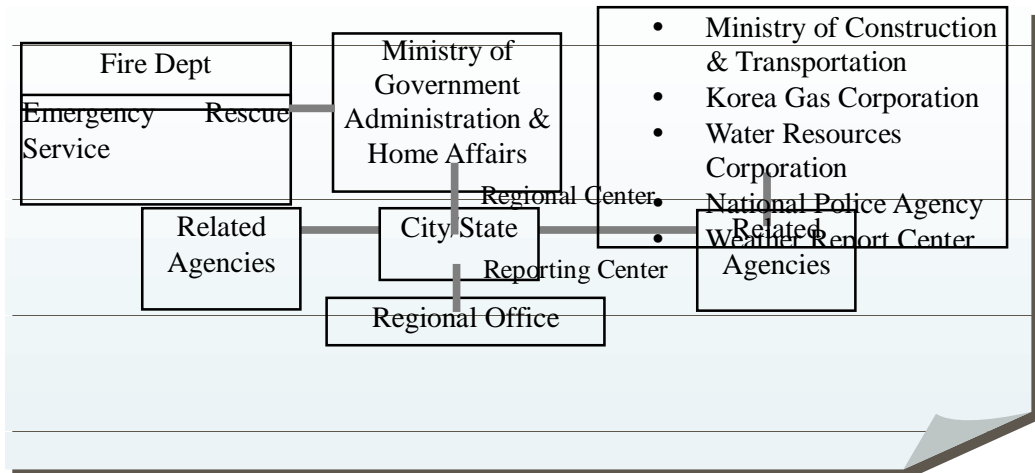 Fire Dept
Emergency Rescue
Service
Ministry of
Government
Administration &
Home Affairs
• Ministry of Construction
& Transportation
• Korea Gas Corporation
• Water Resources
Corporation
• National Police Agency
• Weather Report Center
Regional Center
Related
Agencies
City/State
Related
Agencies
Reporting Center
Regional Office